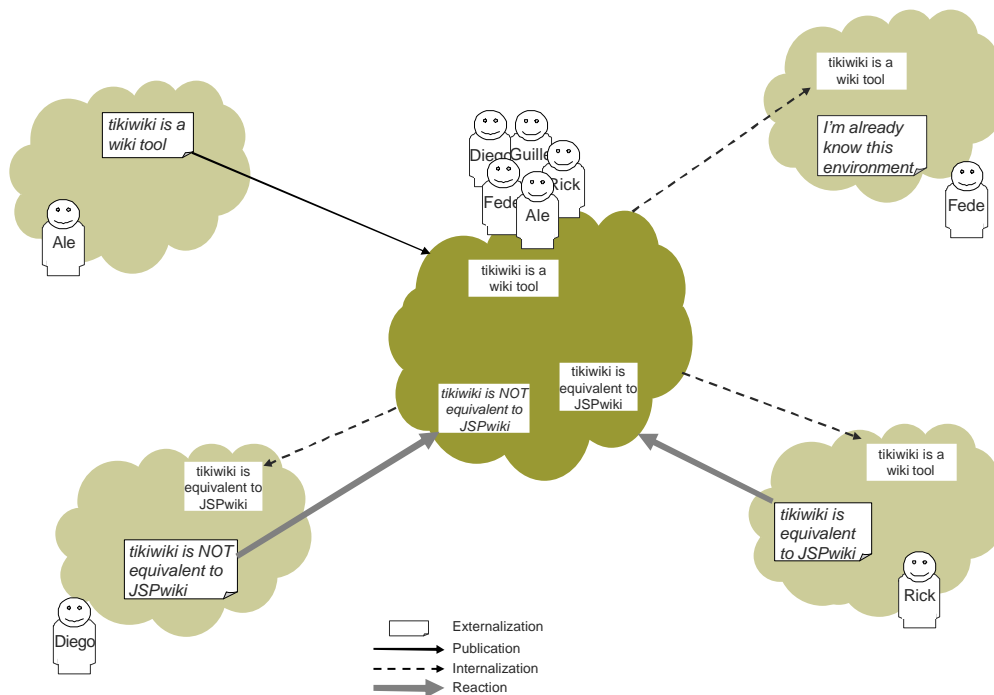 tikiwiki is a
wiki tool
Ale
Diego
Guille
Rick
Fede
Ale
tikiwiki is a
wiki tool
I'm already
know this
environment
Fede
tikiwiki is a
wiki tool
tikiwiki is NOT
equivalent to
JSPwiki
tikiwiki is
equivalent to
JSPwiki
tikiwiki is
equivalent to
JSPwiki
tikiwiki is NOT
equivalent to
JSPwiki
Diego
tikiwiki is a
wiki tool
tikiwiki is
equivalent
to JSPwiki
Rick
Externalization
Publication
Internalization
Reaction